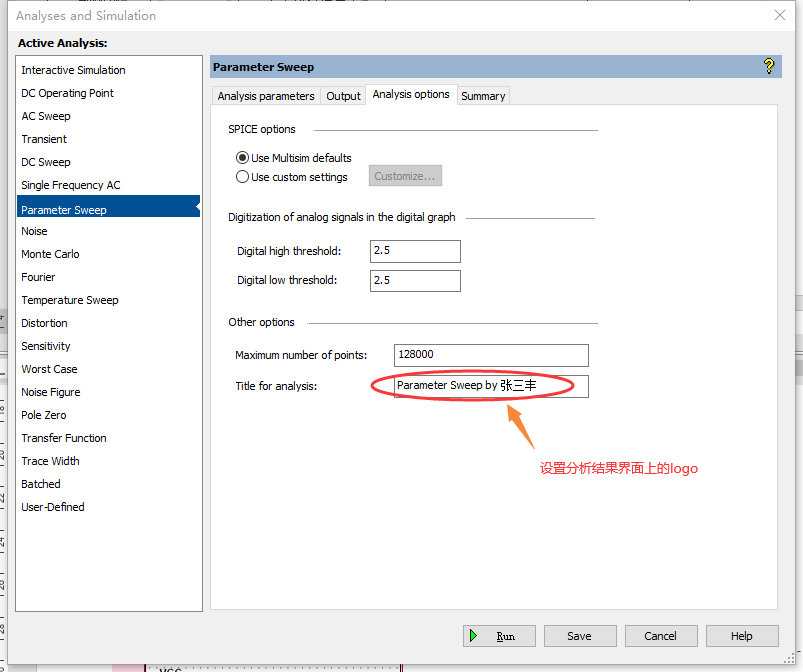 Analyses and Simulation
Active Analysis:
Interactive Simulation
DC Operating Point
AC Sweep
Transient
DC Sweep
Single Frequency AC
Parameter Sweep
Noise
Monte Carlo
Fourier
Temperature Sweep
Distortion
Sensitivity
Worst Case
Noise Figure
Pole Zero
Transfer Function
Trace Width
Batched
User-Defined
Parameter Sweep
Analysis parameters Output Analysis options Summary
SPICE options
Use Multisim defaults
Use custom settings Customize...
Digitization of analog signals in the digital graph
Digital high threshold: 2.5
Digital low threshold: 2.5
Other options
Maximum number of points: 128000
Title for analysis: Parameter Sweep by 张三丰
设置分析结果界面上的logo
Run Save Cancel Help